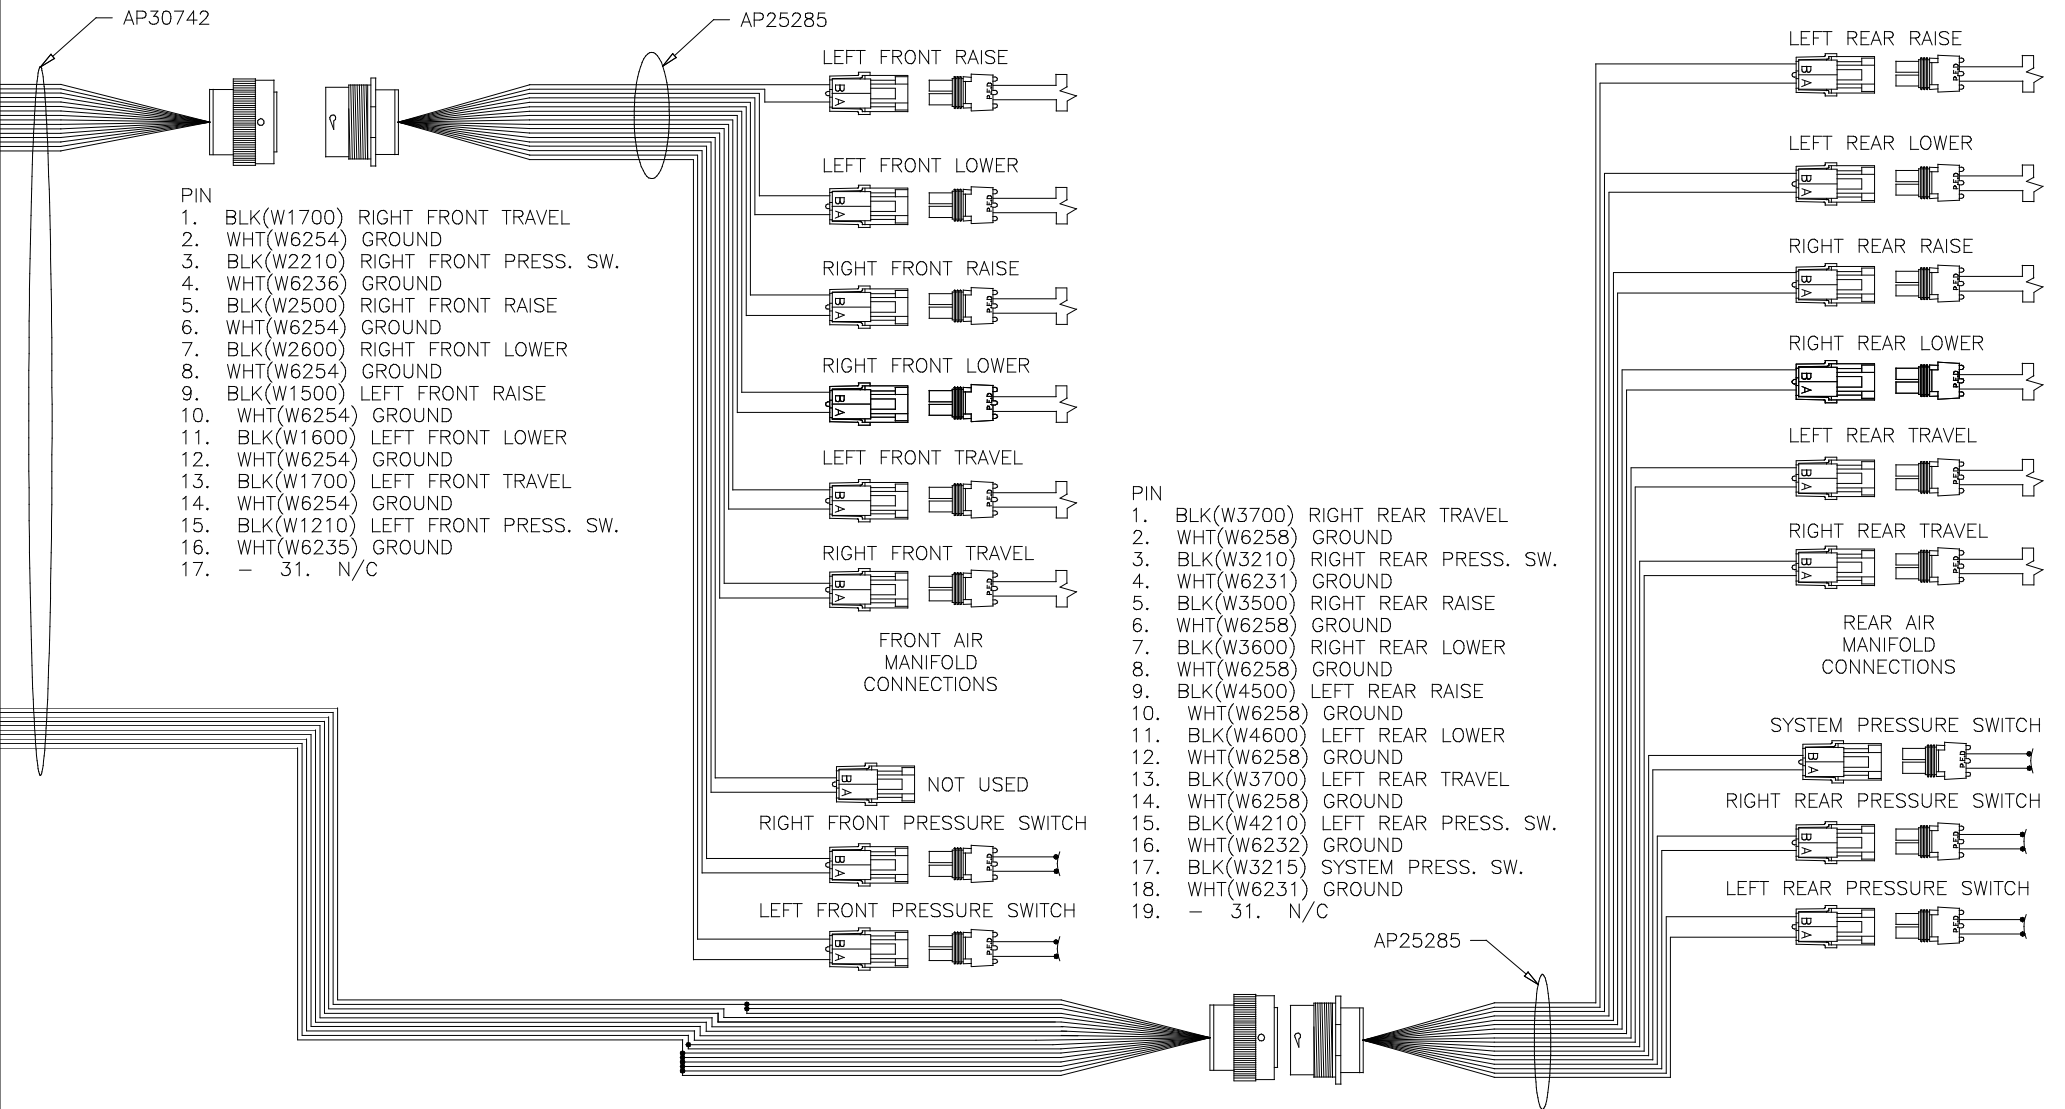 AP30742
AP25285
LEFT FRONT RAISE
B A
P.E.D
LEFT FRONT LOWER
B A
P.E.D
RIGHT FRONT RAISE
B A
P.E.D
RIGHT FRONT LOWER
B A
P.E.D
LEFT FRONT TRAVEL
B A
P.E.D
RIGHT FRONT TRAVEL
B A
P.E.D
FRONT AIR
MANIFOLD
CONNECTIONS
B A
NOT USED
RIGHT FRONT PRESSURE SWITCH
B A
P.E.D
LEFT FRONT PRESSURE SWITCH
B A
P.E.D
PIN
1. BLK(W1700) RIGHT FRONT TRAVEL
2. WHT(W6254) GROUND
3. BLK(W2210) RIGHT FRONT PRESS. SW.
4. WHT(W6236) GROUND
5. BLK(W2500) RIGHT FRONT RAISE
6. WHT(W6254) GROUND
7. BLK(W2600) RIGHT FRONT LOWER
8. WHT(W6254) GROUND
9. BLK(W1500) LEFT FRONT RAISE
10. WHT(W6254) GROUND
11. BLK(W1600) LEFT FRONT LOWER
12. WHT(W6254) GROUND
13. BLK(W1700) LEFT FRONT TRAVEL
14. WHT(W6254) GROUND
15. BLK(W1210) LEFT FRONT PRESS. SW.
16. WHT(W6235) GROUND
17. – 31. N/C
PIN
1. BLK(W3700) RIGHT REAR TRAVEL
2. WHT(W6258) GROUND
3. BLK(W3210) RIGHT REAR PRESS. SW.
4. WHT(W6231) GROUND
5. BLK(W3500) RIGHT REAR RAISE
6. WHT(W6258) GROUND
7. BLK(W3600) RIGHT REAR LOWER
8. WHT(W6258) GROUND
9. BLK(W4500) LEFT REAR RAISE
10. WHT(W6258) GROUND
11. BLK(W4600) LEFT REAR LOWER
12. WHT(W6258) GROUND
13. BLK(W3700) LEFT REAR TRAVEL
14. WHT(W6258) GROUND
15. BLK(W4210) LEFT REAR PRESS. SW.
16. WHT(W6232) GROUND
17. BLK(W3215) SYSTEM PRESS. SW.
18. WHT(W6231) GROUND
19. – 31. N/C
AP25285
LEFT REAR RAISE
B A
P.E.D
LEFT REAR LOWER
B A
P.E.D
RIGHT REAR RAISE
B A
P.E.D
RIGHT REAR LOWER
B A
P.E.D
LEFT REAR TRAVEL
B A
P.E.D
RIGHT REAR TRAVEL
B A
P.E.D
REAR AIR
MANIFOLD
CONNECTIONS
SYSTEM PRESSURE SWITCH
B A
P.E.D
RIGHT REAR PRESSURE SWITCH
B A
P.E.D
LEFT REAR PRESSURE SWITCH
B A
P.E.D